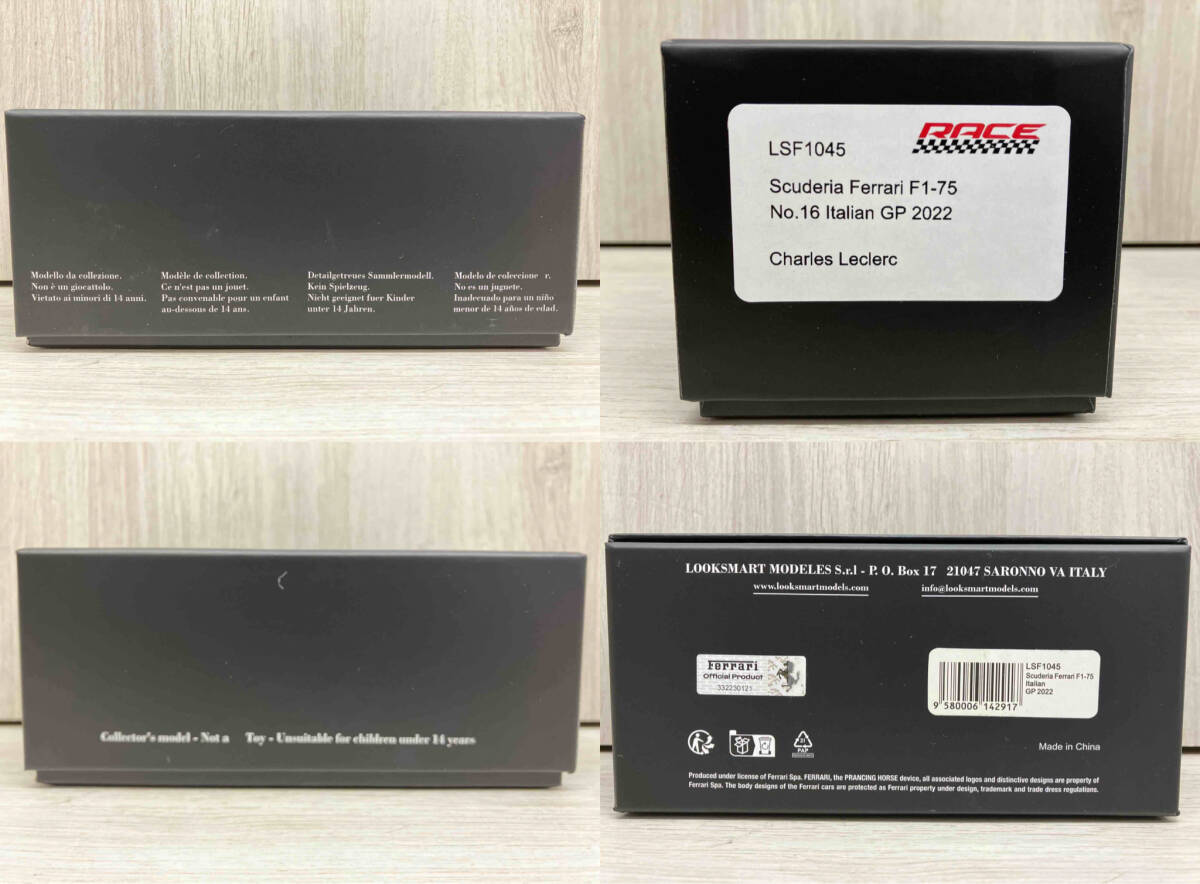 Modello da collezione.
Non è un giocattolo.
Vietato ai minori di 14 anni.
Modèle de collection.
Ce n'est pas un jouet.
Pas convenable pour un enfant
au-dessous de 14 ans.
Detailgetreues Sammlermodell.
Kein Spielzeug.
Nicht geeignet fuer Kinder
unter 14 Jahren.
Modelo de coleccione r.
No es un juguete.
Inadecuado para un niño
menor de 14 años de edad.
RACE
LSF1045
Scuderia Ferrari F1-75
No.16 Italian GP 2022
Charles Leclerc
Collector's model - Not a Toy - Unsuitable for children under 14 years
LOOKSMART MODELES S.r.l - P. O. Box 17 21047 SARONNO VA ITALY
www.looksmartmodels.com info@looksmartmodels.com
Ferrari
Official Product
332230121
LSF1045
Scuderia Ferrari F1-75
Italian
GP 2022
9 580006 142917
21
PAP
Made in China
Produced under license of Ferrari Spa. FERRARI, the PRANCING HORSE device, all associated logos and distinctive designs are property of
Ferrari Spa. The body designs of the Ferrari cars are protected as Ferrari property under design, trademark and trade dress regulations.